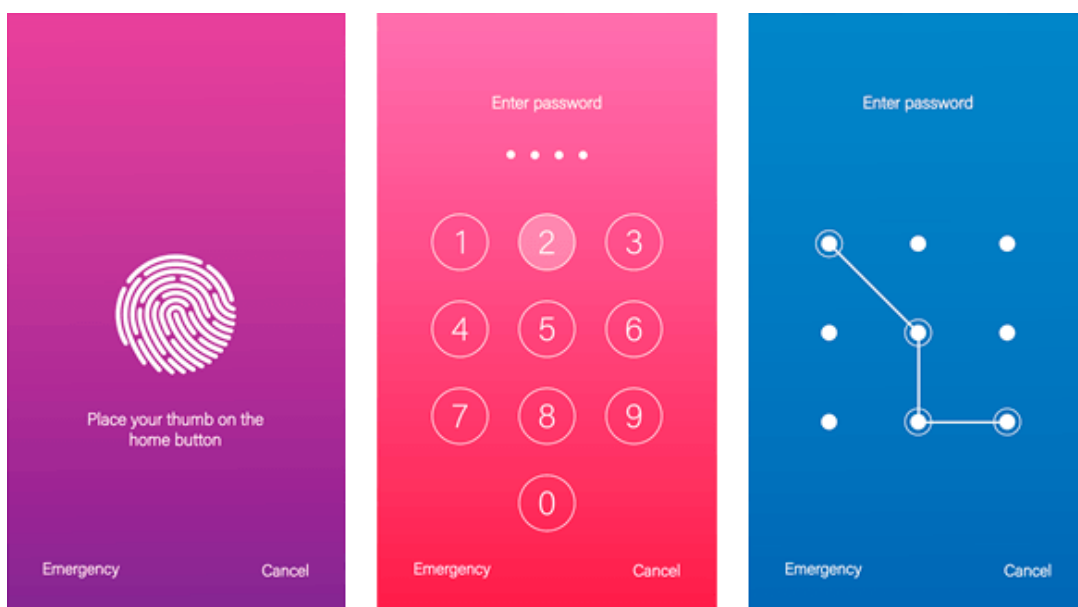 Place your thumb on the
home button
Emergency
Cancel
Enter password
1
2
3
4
5
6
7
8
9
0
Emergency
Cancel
Enter password
Emergency
Cancel